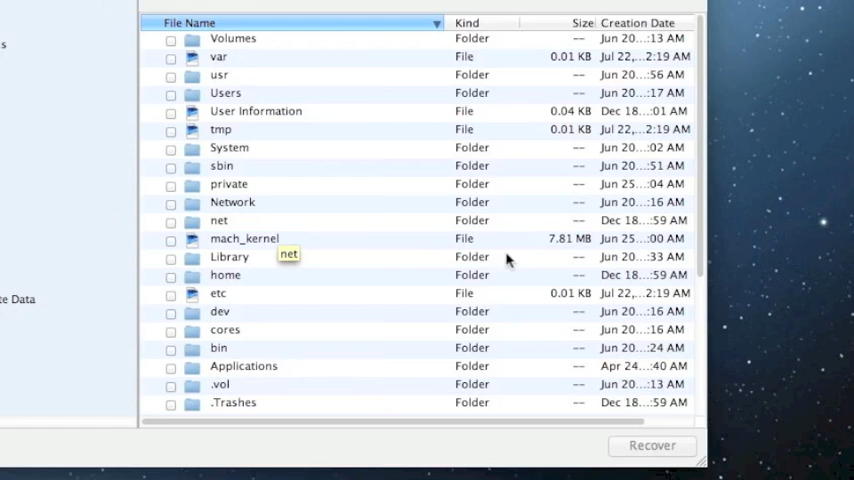 File Name Kind Size Creation Date
s
Volumes Folder -- Jun 20...:13 AM
var File 0.01 KB Jul 22,...2:19 AM
usr Folder -- Jun 20...:56 AM
Users Folder -- Jun 20...:17 AM
User Information File 0.04 KB Dec 18...:01 AM
tmp File 0.01 KB Jul 22,...2:19 AM
System Folder -- Jun 20...:02 AM
sbin Folder -- Jun 20...:51 AM
private Folder -- Jun 25...:04 AM
Network Folder -- Jun 20...:16 AM
net Folder -- Dec 18...:59 AM
mach_kernel File 7.81 MB Jun 25...:00 AM
net
Library Folder -- Jun 20...:33 AM
home Folder -- Dec 18...:59 AM
etc File 0.01 KB Jul 22,...2:19 AM
te Data
dev Folder -- Jun 20...:16 AM
cores Folder -- Jun 20...:16 AM
bin Folder -- Jun 20...:24 AM
Applications Folder -- Apr 24...:40 AM
.vol Folder -- Jun 20...:13 AM
.Trashes Folder -- Dec 18...:59 AM
Recover